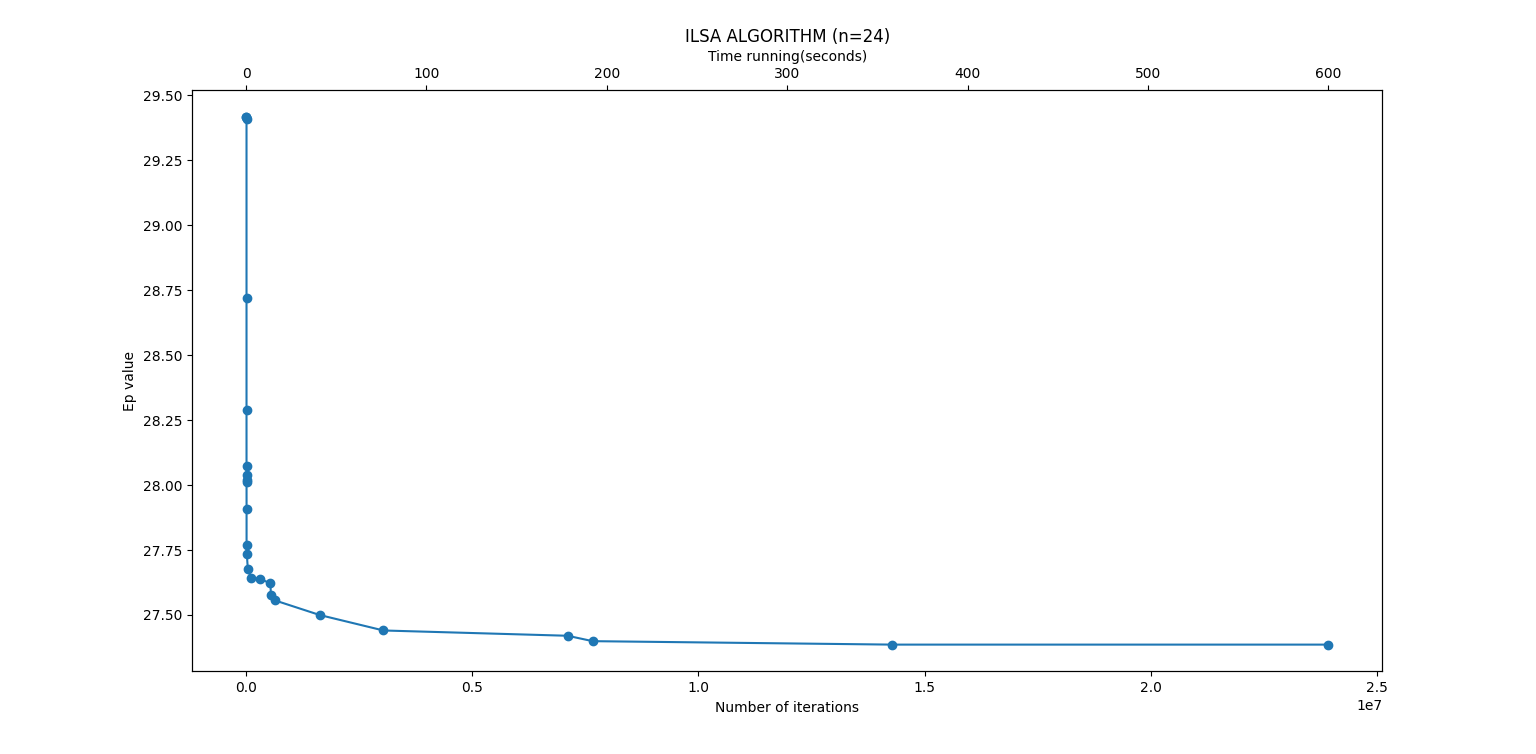 ILSA ALGORITHM (n=24)
Time running(seconds)
0 100 200 300 400 500 600
29.50
29.25
29.00
28.75
28.50
28.25
28.00
27.75
27.50
Ep value
0.0 0.5 1.0 1.5 2.0 2.5
1e7
Number of iterations